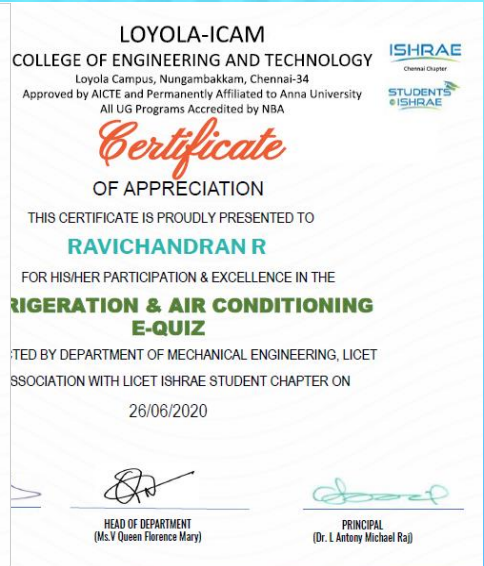 LOYOLA-ICAM
COLLEGE OF ENGINEERING AND TECHNOLOGY
Loyola Campus, Nungambakkam, Chennai-34
Approved by AICTE and Permanently Affiliated to Anna University
All UG Programs Accredited by NBA
ISHRAE
Chennai Chapter
STUDENTS
@ISHRAE
Certificate
OF APPRECIATION
THIS CERTIFICATE IS PROUDLY PRESENTED TO
RAVICHANDRAN R
FOR HIS/HER PARTICIPATION & EXCELLENCE IN THE
RIGERATION & AIR CONDITIONING
E-QUIZ
TED BY DEPARTMENT OF MECHANICAL ENGINEERING, LICET
SSOCIATION WITH LICET ISHRAE STUDENT CHAPTER ON
26/06/2020
HEAD OF DEPARTMENT
(Ms.V Queen Florence Mary)
PRINCIPAL
(Dr. L Antony Michael Raj)